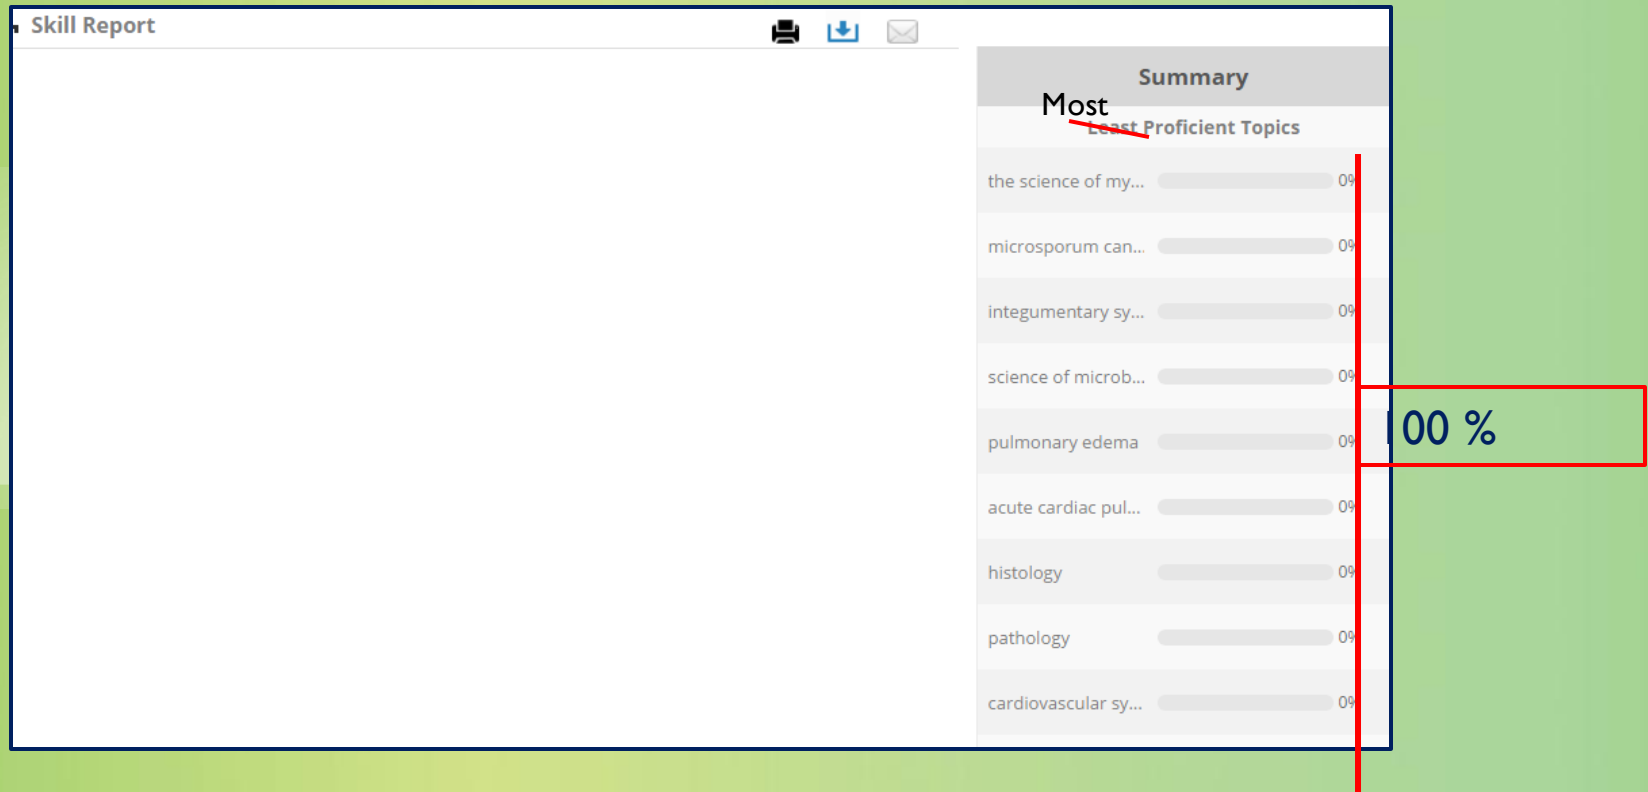 Skill Report
Summary
Most
Least Proficient Topics
the science of my... 0%
microsporum can... 0%
integumentary sy... 0%
science of microb... 0%
pulmonary edema 0%
acute cardiac pul... 0%
histology 0%
pathology 0%
cardiovascular sy... 0%
100 %